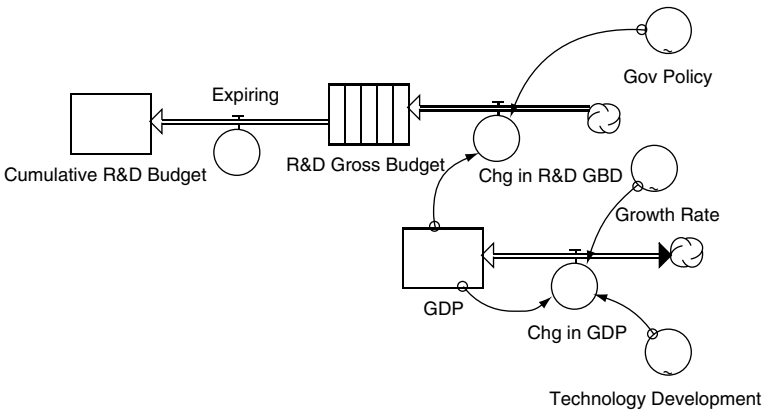 Gov Policy
Expiring
R&D Gross Budget
Cumulative R&D Budget
Chg in R&D GBD
Growth Rate
GDP
Chg in GDP
Technology Development